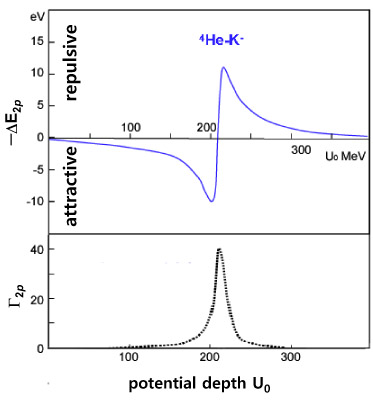 eV
⁴He-K⁻
15
10
5
0
-5
-10
repulsive
attractive
−ΔE₂ₚ
100
200
300
U₀ MeV
40
20
0
Γ₂ₚ
100
200
300
potential depth U₀